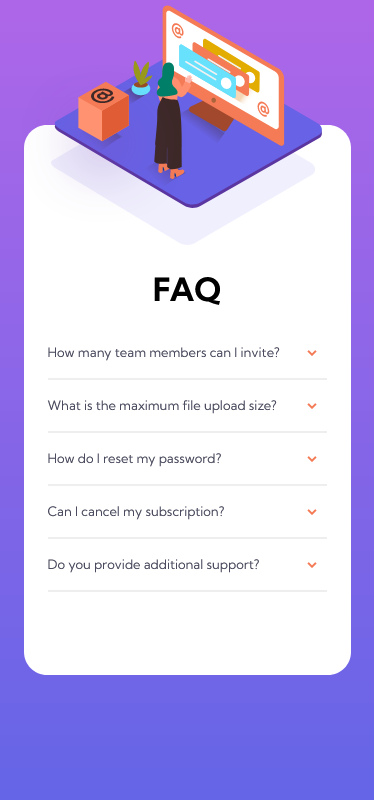 FAQ
How many team members can I invite?
What is the maximum file upload size?
How do I reset my password?
Can I cancel my subscription?
Do you provide additional support?